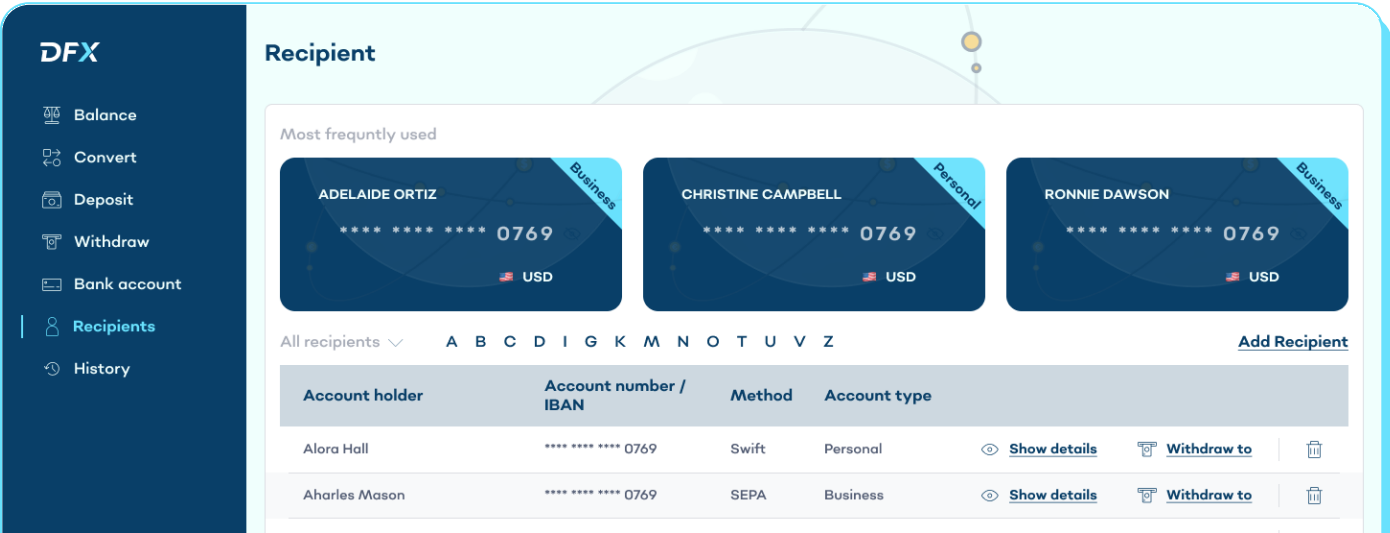 DFX
Balance
Convert
Deposit
Withdraw
Bank account
Recipients
History
Recipient
Most frequntly used
Business
ADELAIDE ORTIZ
**** **** **** 0769
USD
Personal
CHRISTINE CAMPBELL
**** **** **** 0769
USD
Business
RONNIE DAWSON
**** **** **** 0769
USD
All recipients A B C D I G K M N O T U V Z Add Recipient
Account holder Account number / IBAN Method Account type
Alora Hall **** **** **** 0769 Swift Personal Show details Withdraw to
Aharles Mason **** **** **** 0769 SEPA Business Show details Withdraw to